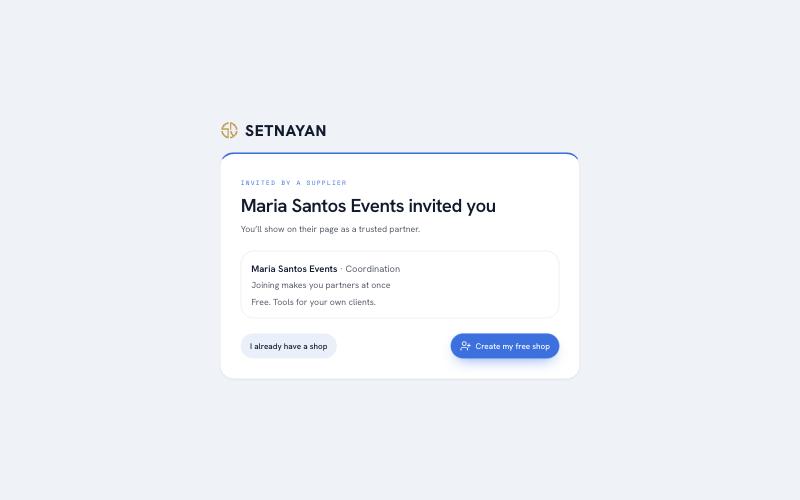 SETNAYAN
INVITED BY A SUPPLIER
Maria Santos Events invited you
You'll show on their page as a trusted partner.
Maria Santos Events · Coordination
Joining makes you partners at once
Free. Tools for your own clients.
I already have a shop
Create my free shop